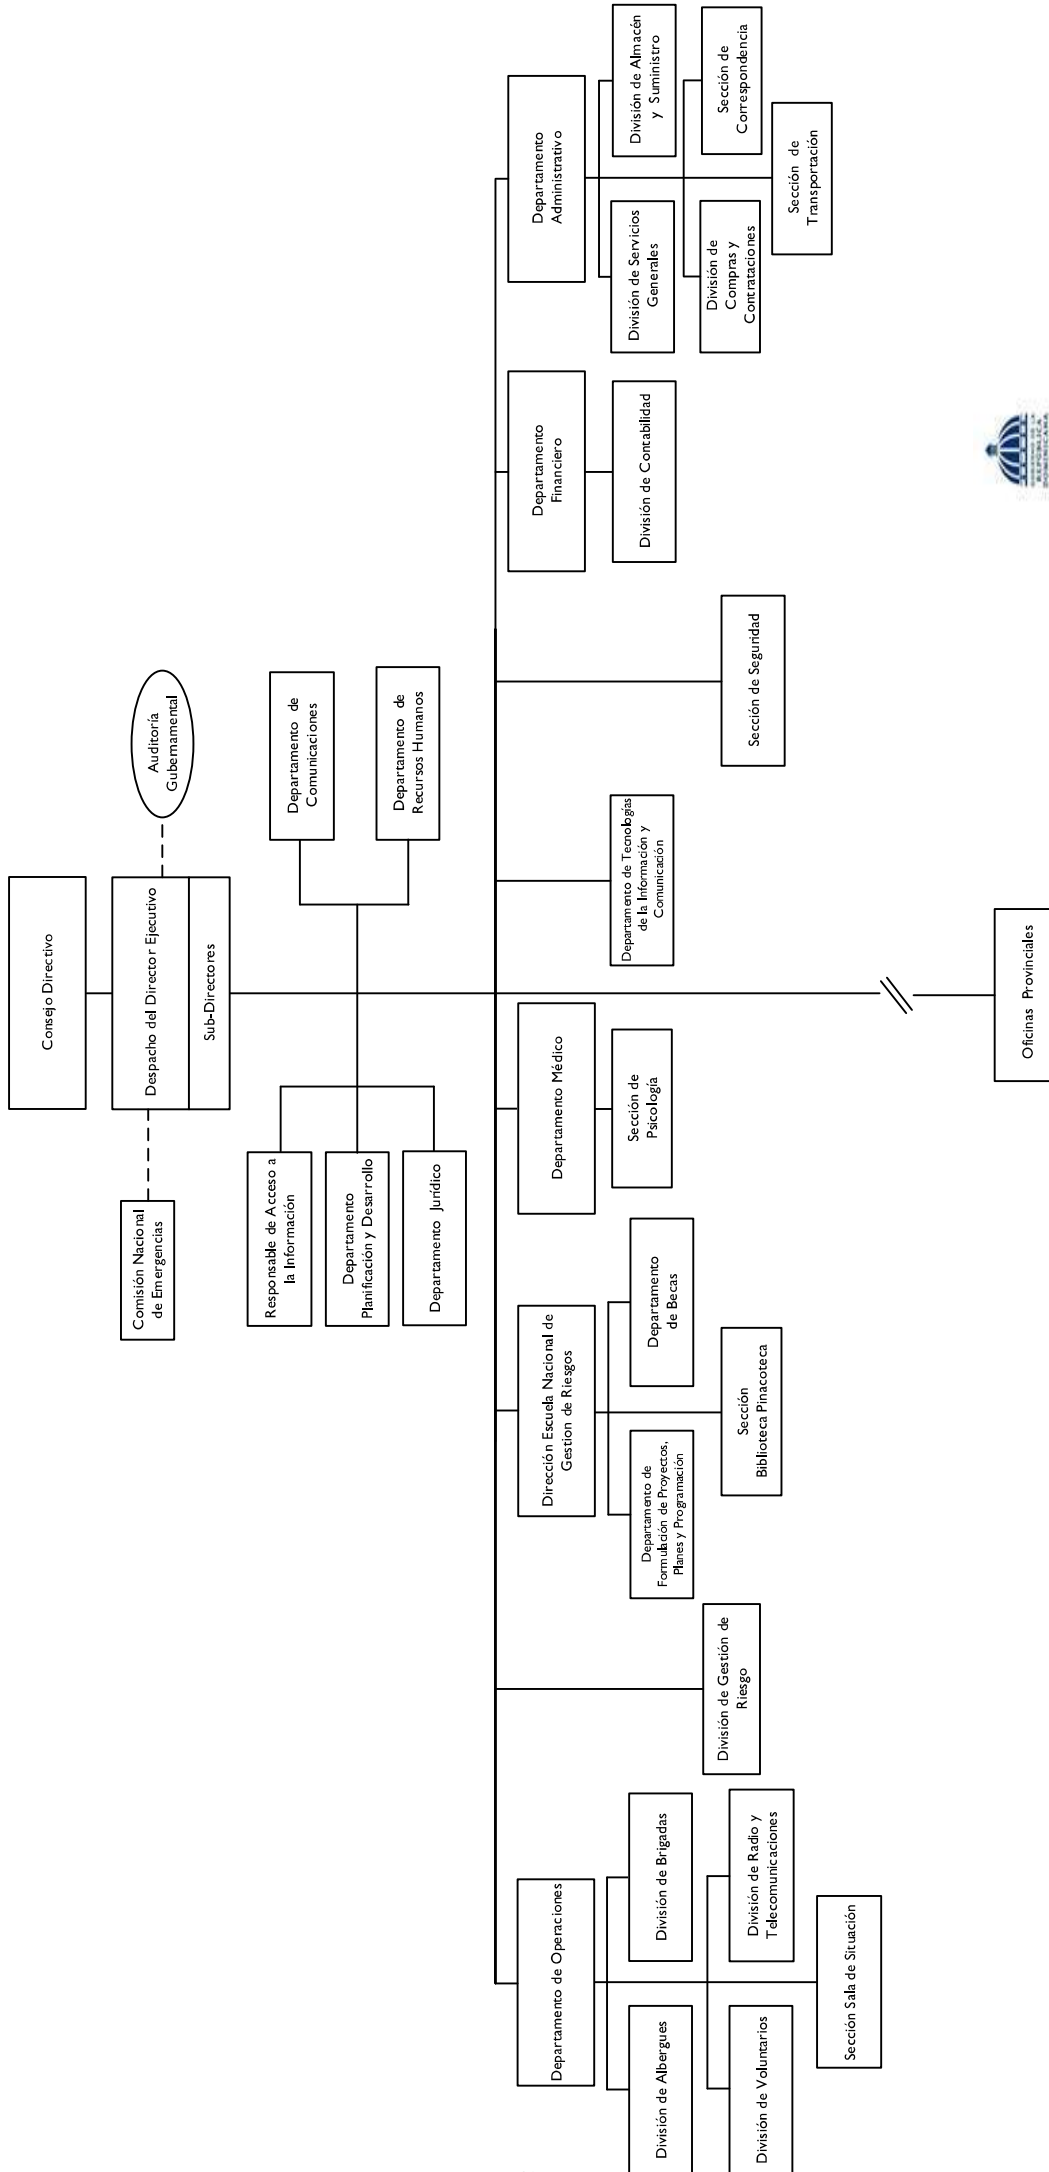 Consejo Directivo
Despacho del Director Ejecutivo
Sub-Directores
Comisión Nacional
de Emergencias
Auditoría
Gubernamental
Responsable de Acceso a
la Información
Departamento
Planificación y Desarrollo
Departamento Jurídico
Departamento de
Comunicaciones
Departamento de
Recursos Humanos
Departamento de Operaciones
División de Albergues
División de Brigadas
División de Voluntarios
División de Radio y
Telecomunicaciones
Sección Sala de Situación
División de Gestión de
Riesgo
Dirección Escuela Nacional de
Gestion de Riesgos
Departamento de
Formulación de Proyectos,
Planes y Programación
Departamento
de Becas
Sección
Biblioteca Pinacoteca
Departamento Médico
Sección de
Psicología
Departamento de Tecnologías
de la Información y
Comunicación
Sección de Seguridad
Departamento
Financiero
División de Contabilidad
Departamento
Administrativo
División de Servicios
Generales
División de Almacén
y Suministro
División de
Compras y
Contrataciones
Sección de
Correspondencia
Sección de
Transportación
Oficinas Provinciales
GOBIERNO DE LA
REPÚBLICA
DOMINICANA